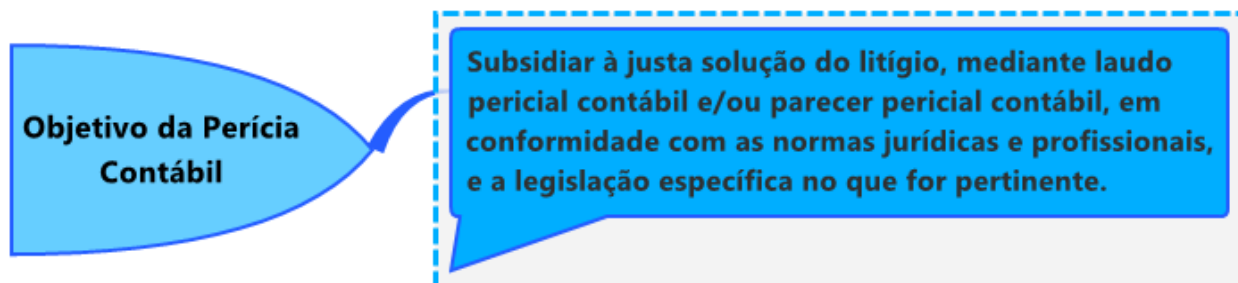 Objetivo da Perícia
Contábil
Subsidiar à justa solução do litígio, mediante laudo
pericial contábil e/ou parecer pericial contábil, em
conformidade com as normas jurídicas e profissionais,
e a legislação específica no que for pertinente.